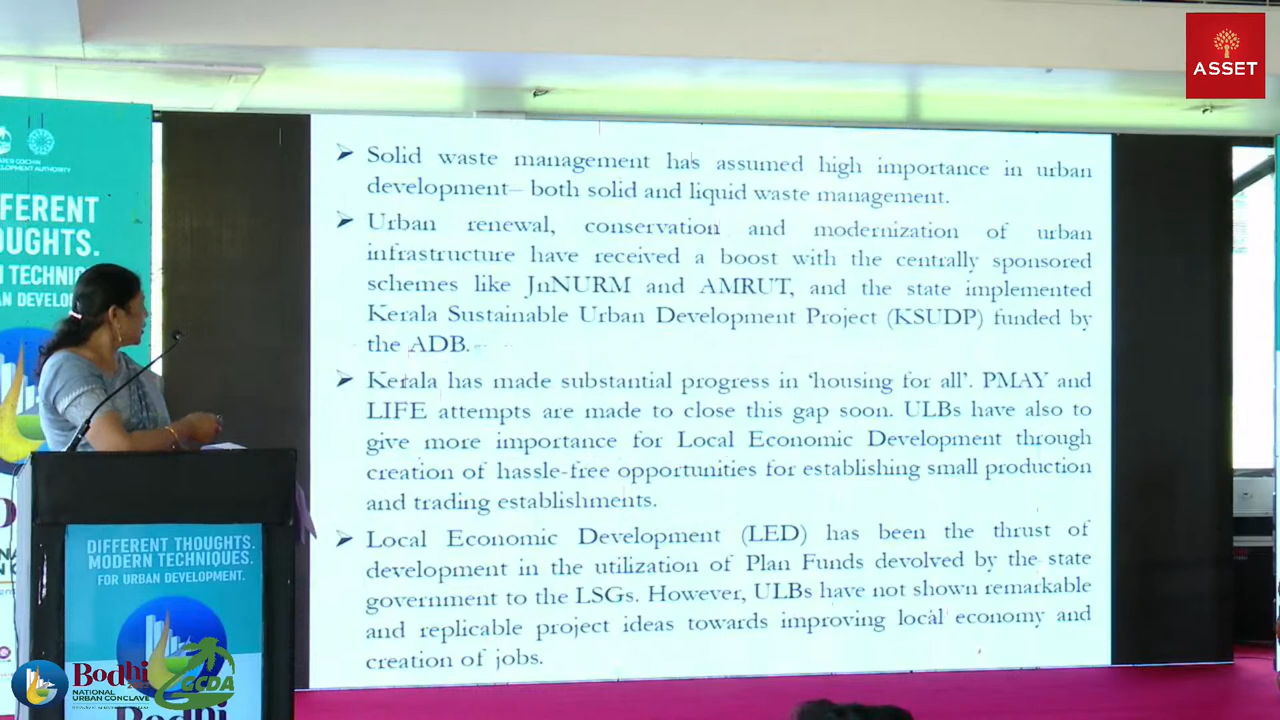 ASSET
Solid waste management has assumed high importance in urban
development– both solid and liquid waste management.
Urban renewal, conservation and modernization of urban
infrastructure have received a boost with the centrally sponsored
schemes like JnNURM and AMRUT, and the state implemented
Kerala Sustainable Urban Development Project (KSUDP) funded by
the ADB.
Kerala has made substantial progress in ‘housing for all’. PMAY and
LIFE attempts are made to close this gap soon. ULBs have also to
give more importance for Local Economic Development through
creation of hassle-free opportunities for establishing small production
and trading establishments.
Local Economic Development (LED) has been the thrust of
development in the utilization of Plan Funds devolved by the state
government to the LSGs. However, ULBs have not shown remarkable
and replicable project ideas towards improving local economy and
creation of jobs.
DIFFERENT THOUGHTS.
MODERN TECHNIQUES.
FOR URBAN DEVELOPMENT.
Bodhi
NATIONAL
URBAN CONCLAVE
GCDA